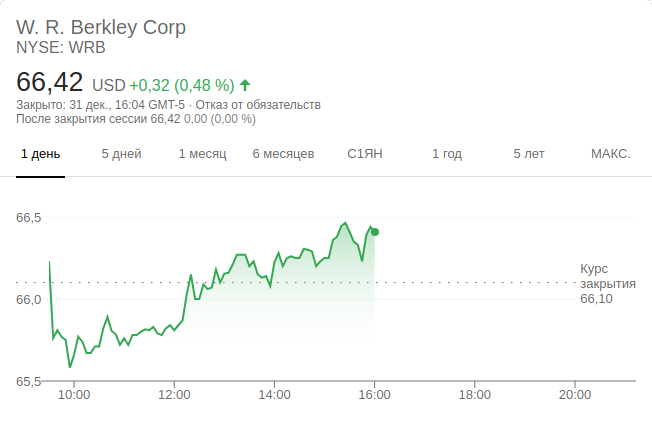 W. R. Berkley Corp
NYSE: WRB
66,42 USD +0,32 (0,48 %)
Закрыто: 31 дек., 16:04 GMT-5 · Отказ от обязательств
После закрытия сессии 66,42 0,00 (0,00 %)
1 день 5 дней 1 месяц 6 месяцев С1ЯН 1 год 5 лет МАКС.
66,5
Курс
закрытия
66,10
66,0
65,5
10:00 12:00 14:00 16:00 18:00 20:00